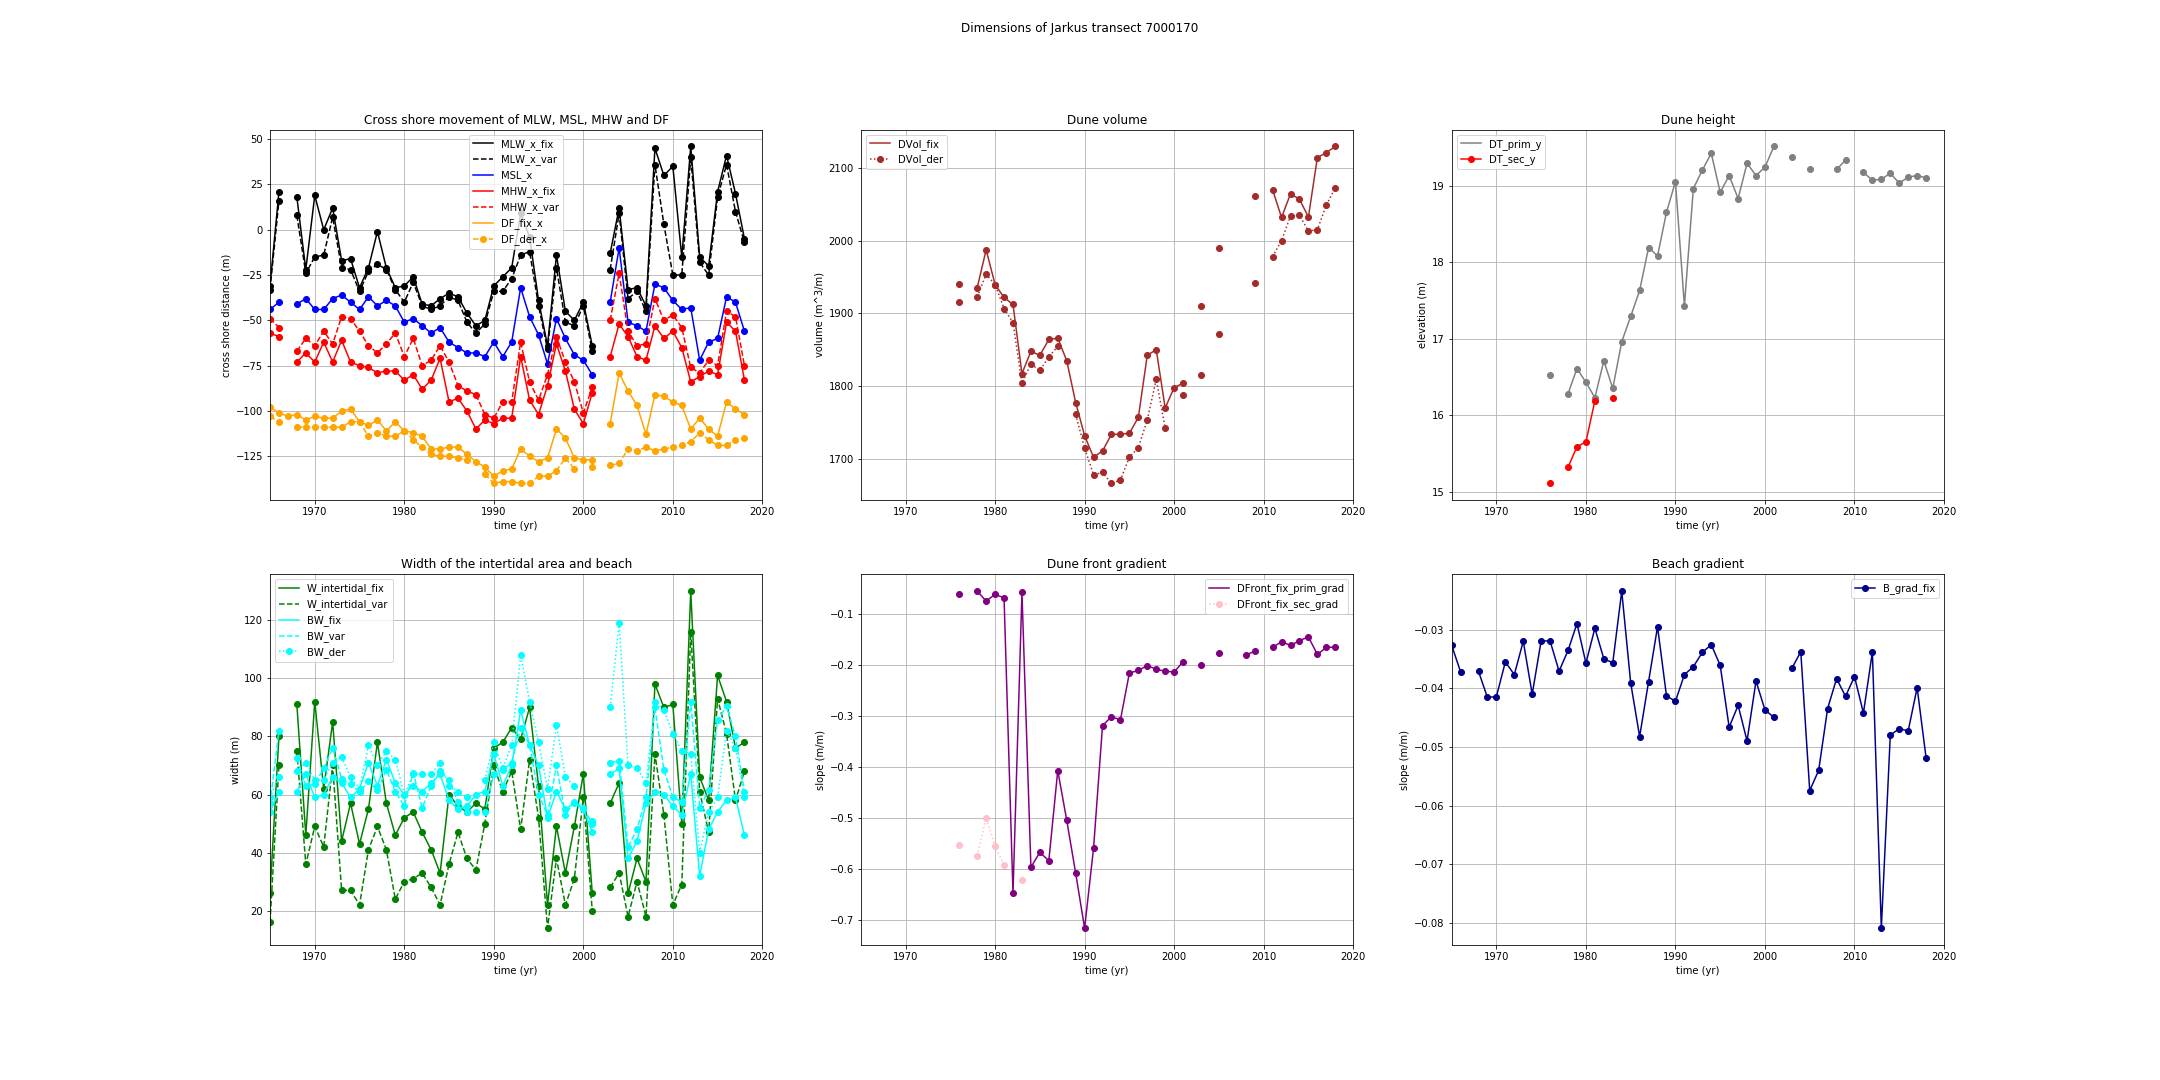 Dimensions of Jarkus transect 7000170
Cross shore movement of MLW, MSL, MHW and DF
cross shore distance (m)
50
25
0
−25
−50
−75
−100
−125
MLW_x_fix
MLW_x_var
MSL_x
MHW_x_fix
MHW_x_var
DF_fix_x
DF_der_x
1970 1980 1990 2000 2010 2020
time (yr)
Dune volume
volume (m^3/m)
2100
2000
1900
1800
1700
DVol_fix
DVol_der
1970 1980 1990 2000 2010 2020
time (yr)
Dune height
elevation (m)
19
18
17
16
15
DT_prim_y
DT_sec_y
1970 1980 1990 2000 2010 2020
time (yr)
Width of the intertidal area and beach
width (m)
120
100
80
60
40
20
W_intertidal_fix
W_intertidal_var
BW_fix
BW_var
BW_der
1970 1980 1990 2000 2010 2020
time (yr)
Dune front gradient
slope (m/m)
−0.1
−0.2
−0.3
−0.4
−0.5
−0.6
−0.7
DFront_fix_prim_grad
DFront_fix_sec_grad
1970 1980 1990 2000 2010 2020
time (yr)
Beach gradient
slope (m/m)
−0.03
−0.04
−0.05
−0.06
−0.07
−0.08
B_grad_fix
1970 1980 1990 2000 2010 2020
time (yr)